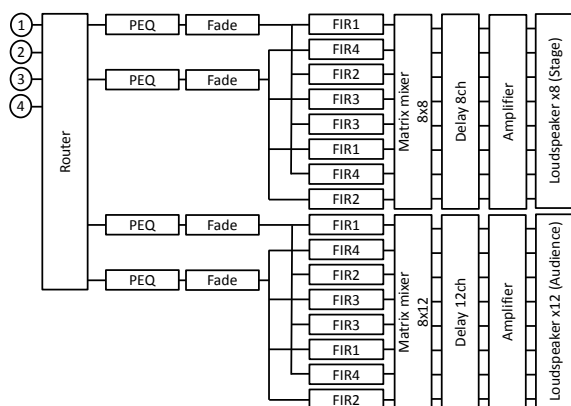 1
2
3
4
Router
PEQ
Fade
PEQ
Fade
FIR1
FIR4
FIR2
FIR3
FIR3
FIR1
FIR4
FIR2
Matrix mixer
8x8
Delay 8ch
Amplifier
Loudspeaker x8 (Stage)
PEQ
Fade
PEQ
Fade
FIR1
FIR4
FIR2
FIR3
FIR3
FIR1
FIR4
FIR2
Matrix mixer
8x12
Delay 12ch
Amplifier
Loudspeaker x12 (Audience)